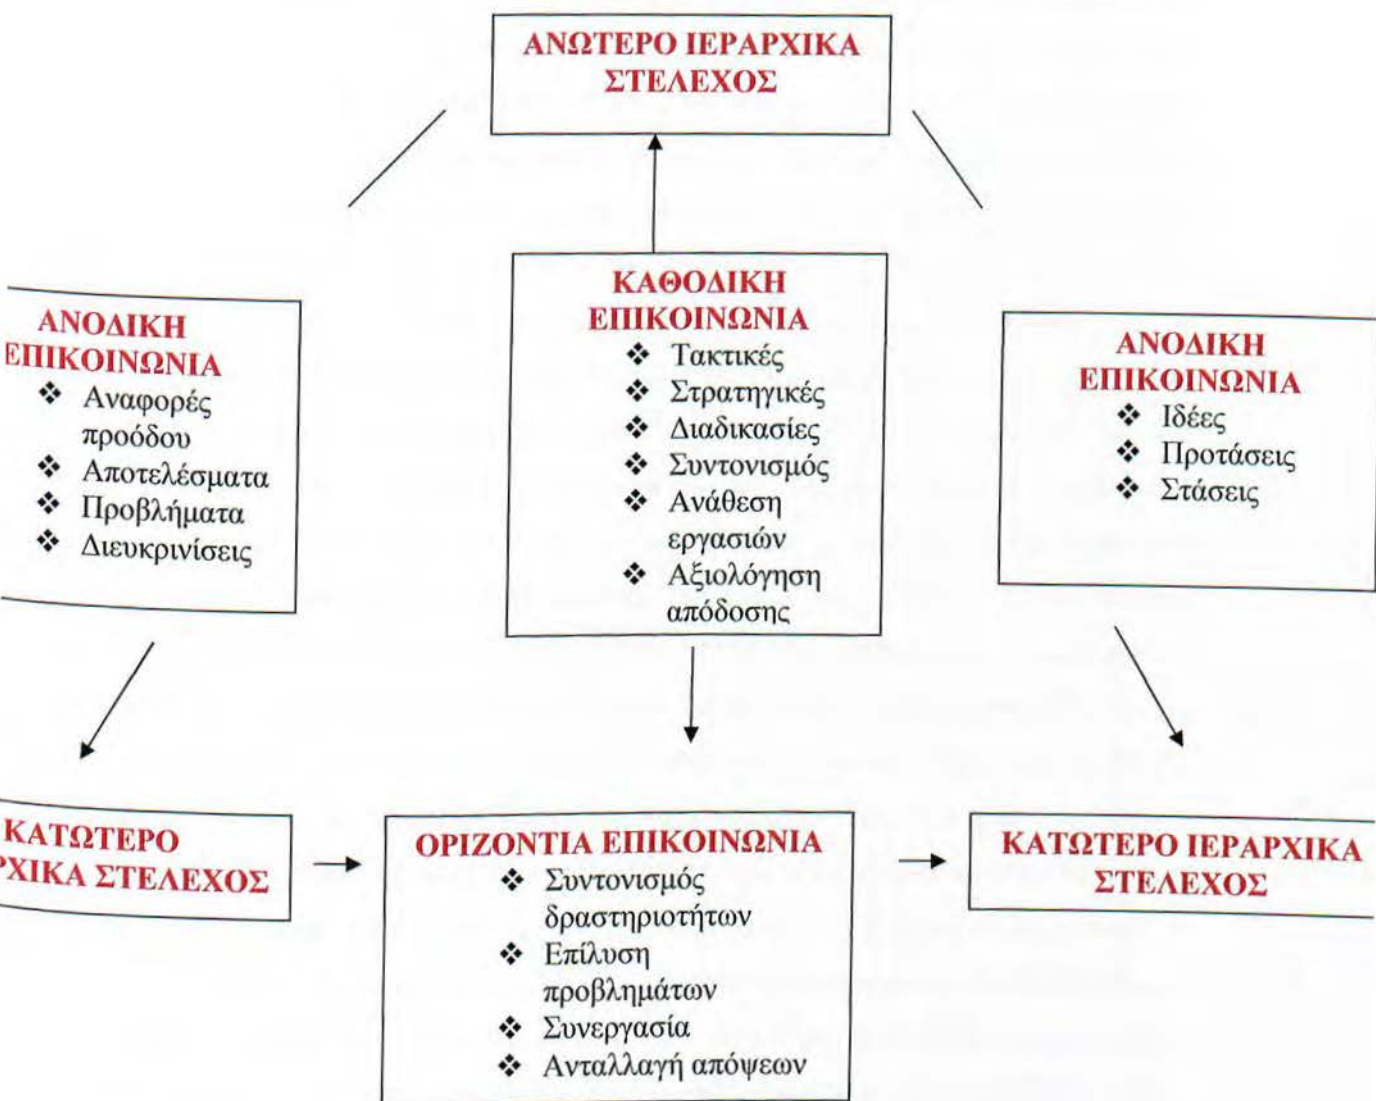 ΑΝΩΤΕΡΟ ΙΕΡΑΡΧΙΚΑ
ΣΤΕΛΕΧΟΣ
ΑΝΟΔΙΚΗ
ΕΠΙΚΟΙΝΩΝΙΑ
❖ Αναφορές
προόδου
❖ Αποτελέσματα
❖ Προβλήματα
❖ Διευκρινίσεις
ΚΑΘΟΔΙΚΗ
ΕΠΙΚΟΙΝΩΝΙΑ
❖ Τακτικές
❖ Στρατηγικές
❖ Διαδικασίες
❖ Συντονισμός
❖ Ανάθεση
εργασιών
❖ Αξιολόγηση
απόδοσης
ΑΝΟΔΙΚΗ
ΕΠΙΚΟΙΝΩΝΙΑ
❖ Ιδέες
❖ Προτάσεις
❖ Στάσεις
ΚΑΤΩΤΕΡΟ
ΡΧΙΚΑ ΣΤΕΛΕΧΟΣ
ΟΡΙΖΟΝΤΙΑ ΕΠΙΚΟΙΝΩΝΙΑ
❖ Συντονισμός
δραστηριοτήτων
❖ Επίλυση
προβλημάτων
❖ Συνεργασία
❖ Ανταλλαγή απόψεων
ΚΑΤΩΤΕΡΟ ΙΕΡΑΡΧΙΚΑ
ΣΤΕΛΕΧΟΣ